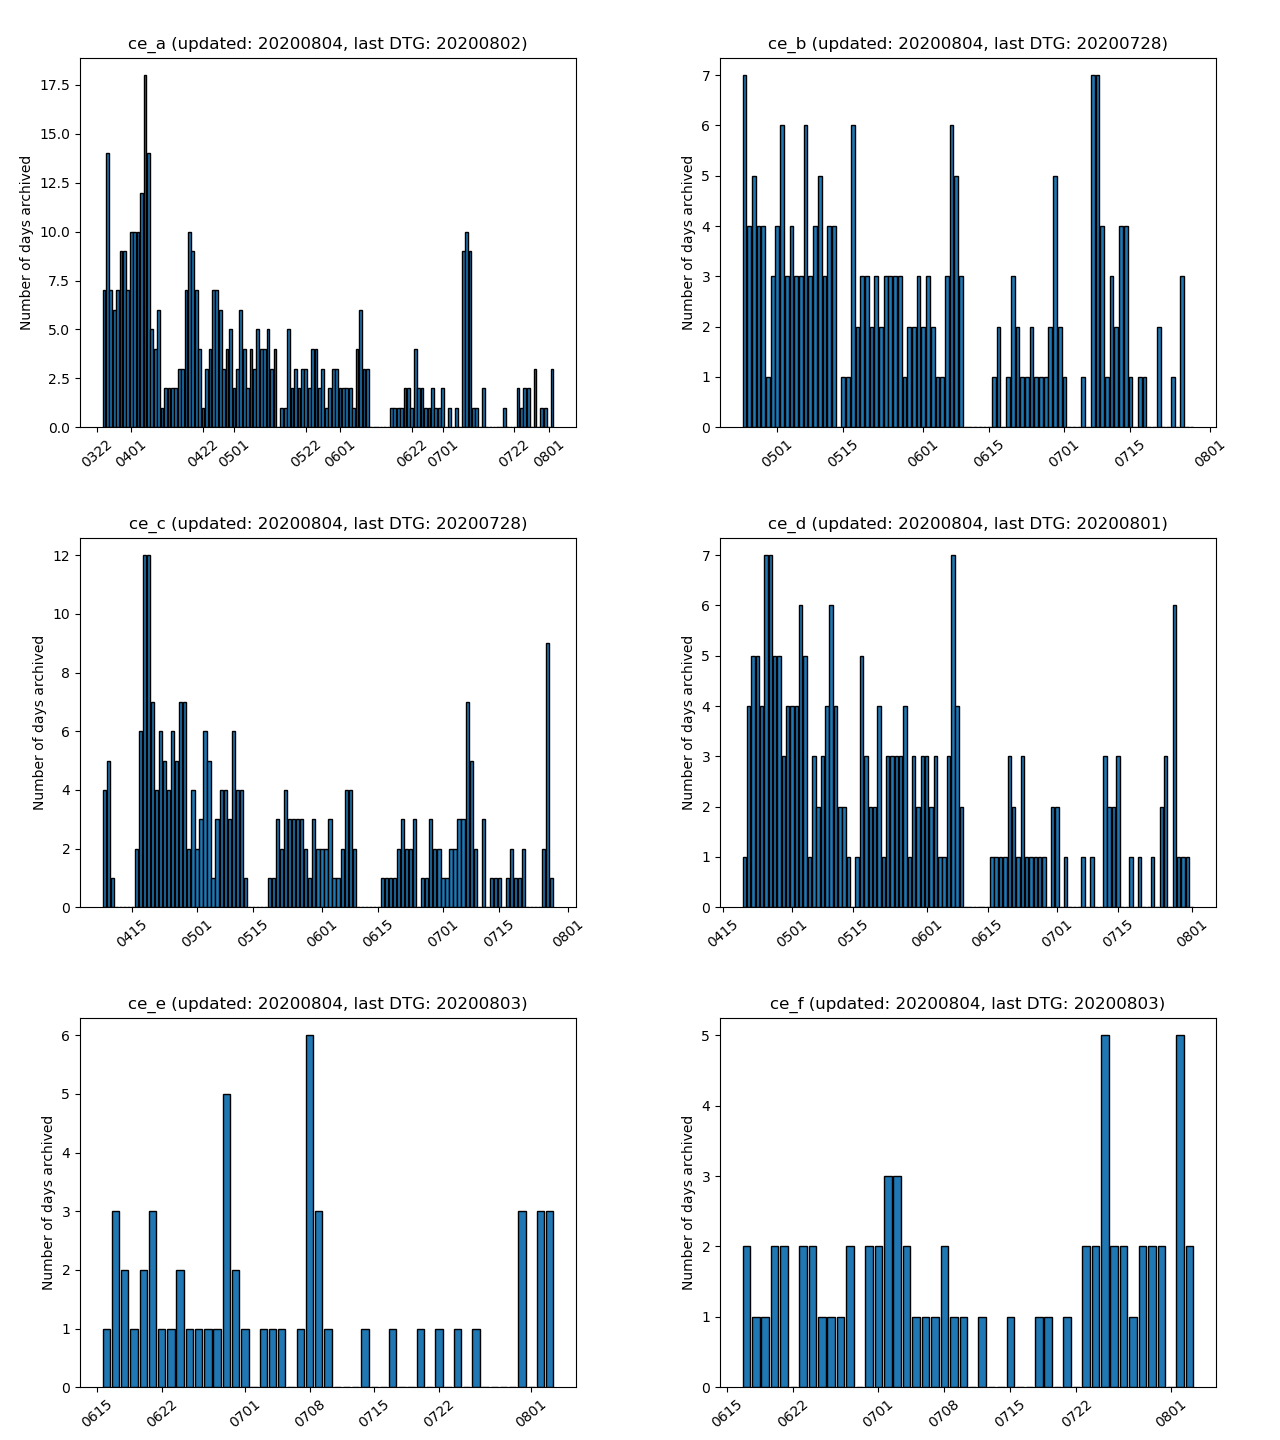 ce_a (updated: 20200804, last DTG: 20200802)
Number of days archived
17.5
15.0
12.5
10.0
7.5
5.0
2.5
0.0
0322 0401 0422 0501 0522 0601 0622 0701 0722 0801
ce_b (updated: 20200804, last DTG: 20200728)
Number of days archived
7
6
5
4
3
2
1
0
0501 0515 0601 0615 0701 0715 0801
ce_c (updated: 20200804, last DTG: 20200728)
Number of days archived
12
10
8
6
4
2
0
0415 0501 0515 0601 0615 0701 0715 0801
ce_d (updated: 20200804, last DTG: 20200801)
Number of days archived
7
6
5
4
3
2
1
0
0415 0501 0515 0601 0615 0701 0715 0801
ce_e (updated: 20200804, last DTG: 20200803)
Number of days archived
6
5
4
3
2
1
0
0615 0622 0701 0708 0715 0722 0801
ce_f (updated: 20200804, last DTG: 20200803)
Number of days archived
5
4
3
2
1
0
0615 0622 0701 0708 0715 0722 0801